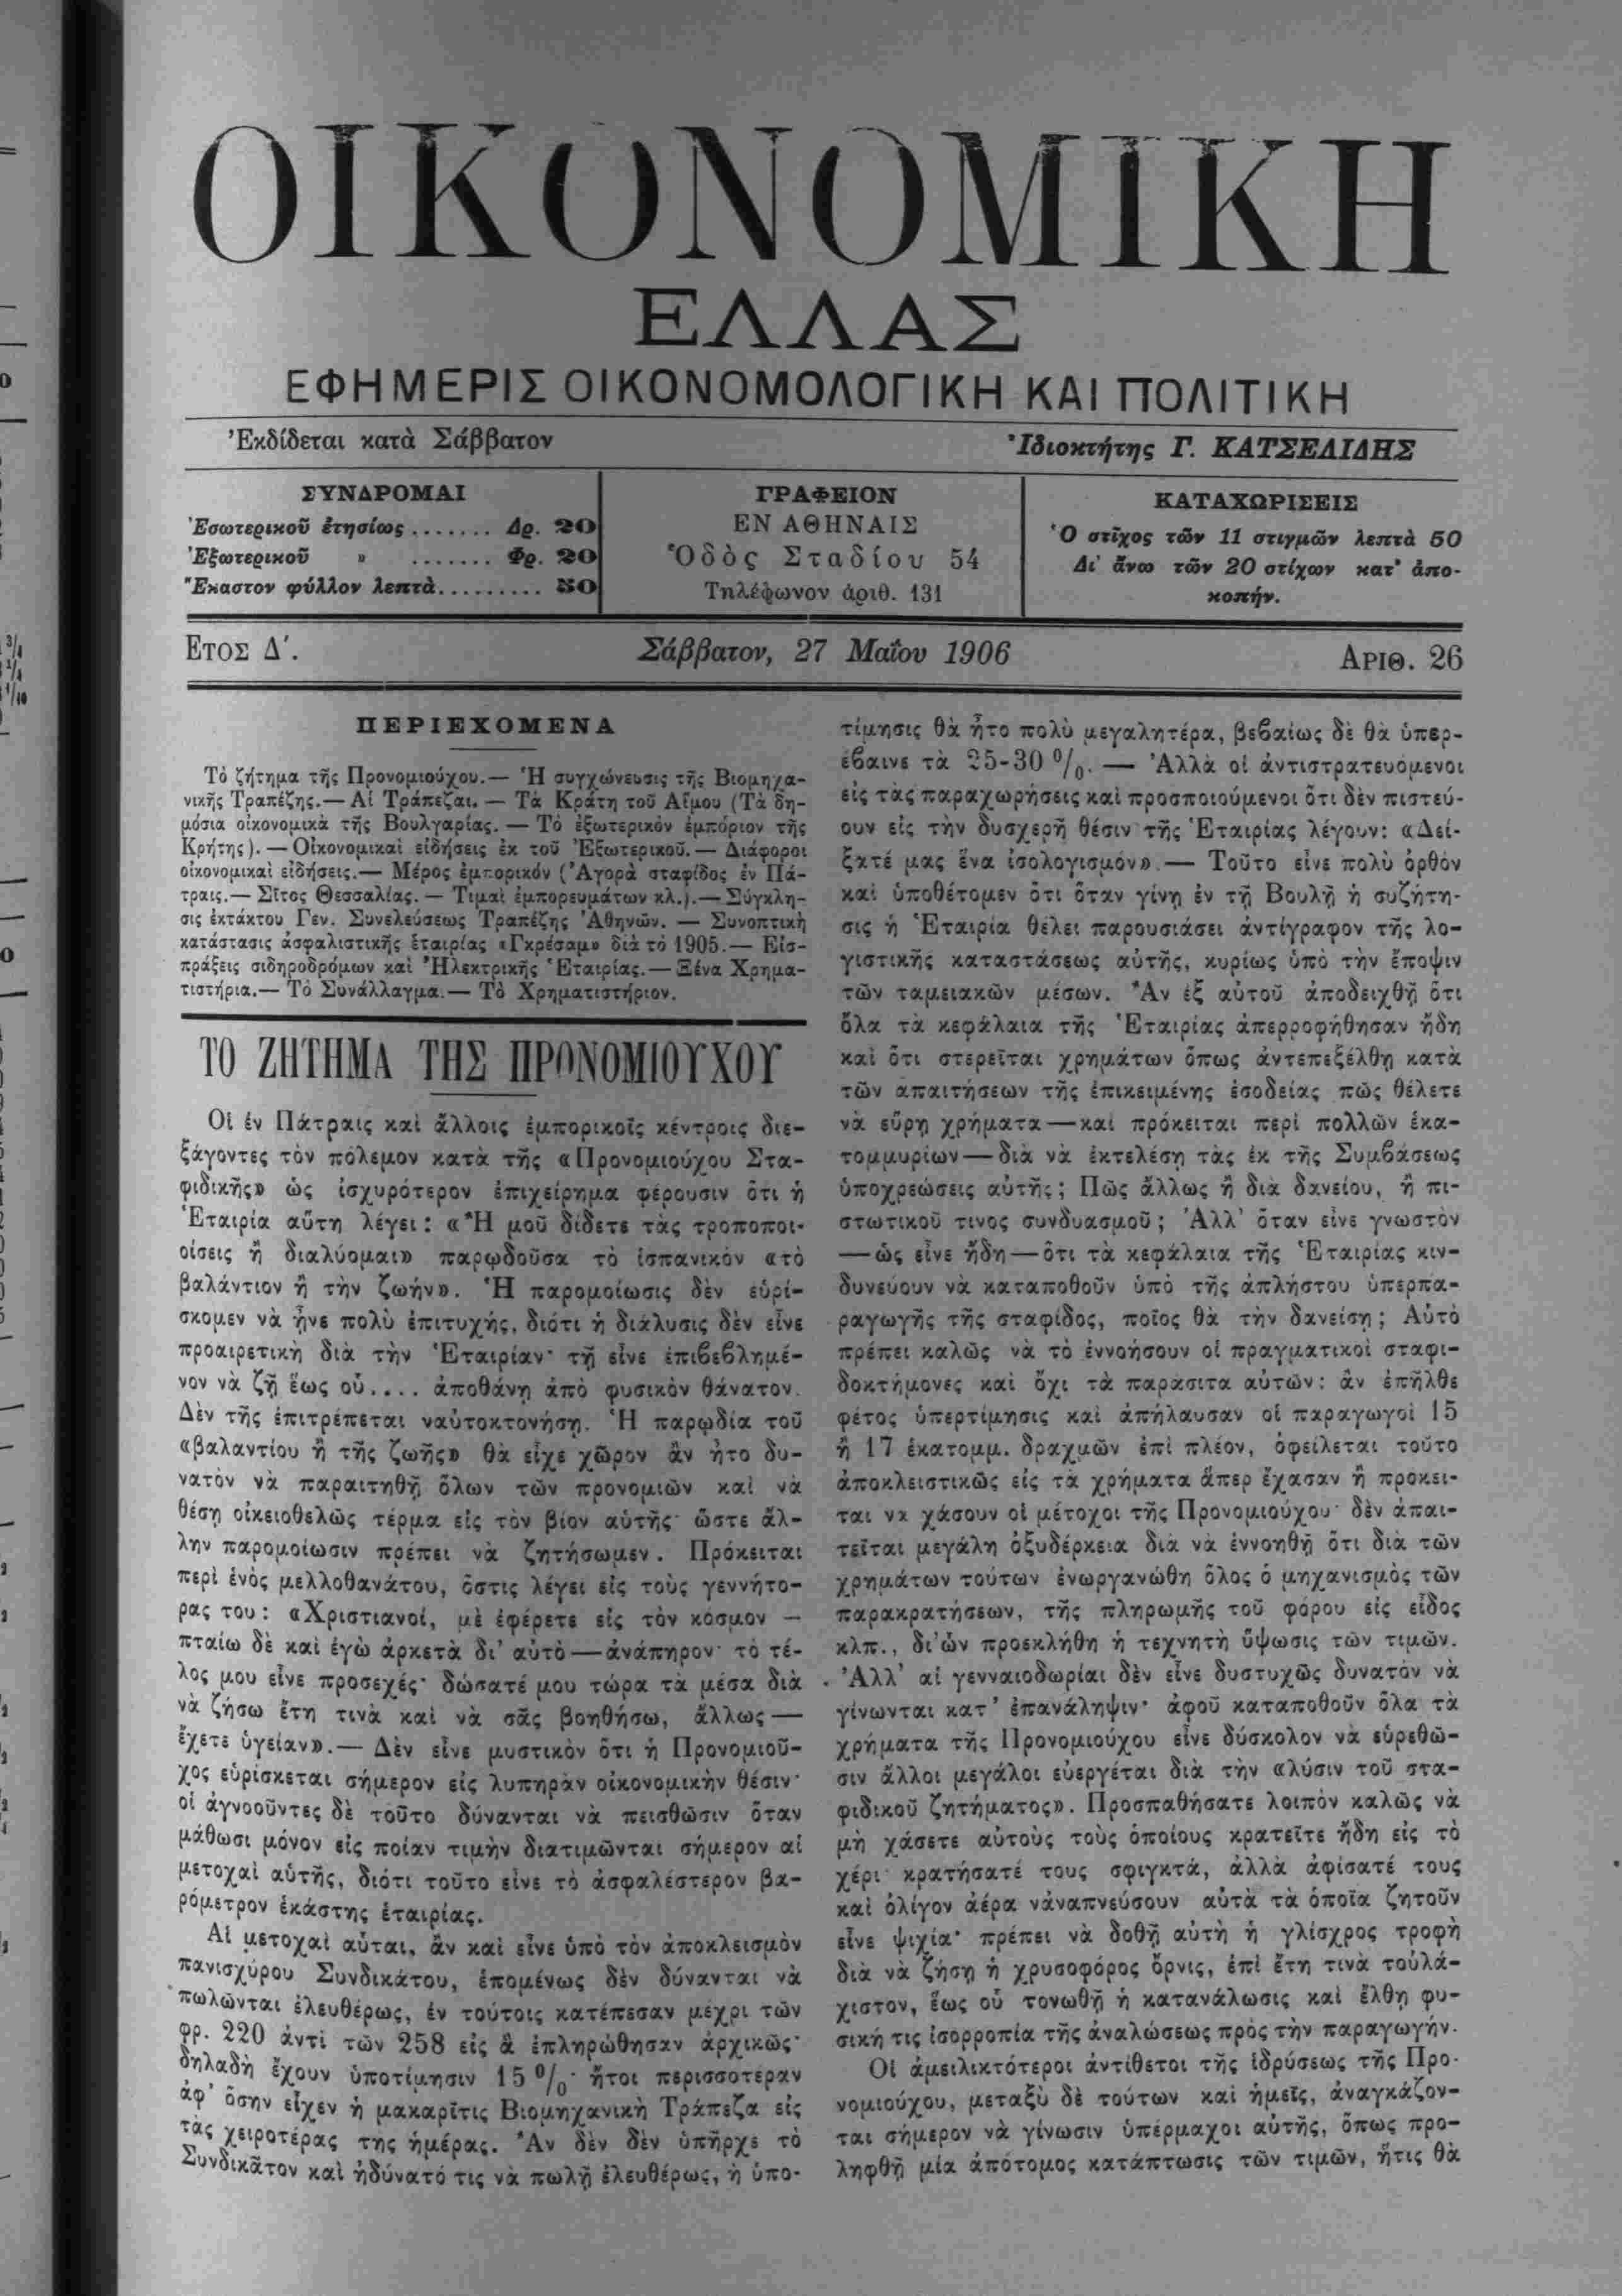 ΟΙΚΟΝΟΜΙΚΗ
ΕΛΛΑΣ
ΕΦΗΜΕΡΙΣ ΟΙΚΟΝΟΜΟΛΟΓΙΚΗ ΚΑΙ ΠΟΛΙΤΙΚΗ
Ἐκδίδεται κατὰ Σάββατον
Ἰδιοκτήτης Γ. ΚΑΤΣΕΛΙΔΗΣ
ΣΥΝΔΡΟΜΑΙ
Ἐσωτερικοῦ ἐτησίως ....... Δρ. 20
Ἐξωτερικοῦ » ....... Φρ. 20
Ἕκαστον φύλλον λεπτὰ......... 50
ΓΡΑΦΕΙΟΝ
ΕΝ ΑΘΗΝΑΙΣ
Ὁδὸς Σταδίου 54
Τηλέφωνον ἀριθ. 131
ΚΑΤΑΧΩΡΙΣΕΙΣ
Ὁ στῖχος τῶν 11 στιγμῶν λεπτὰ 50
Δι' ἄνω τῶν 20 στίχων κατ' ἀπο-
κοπήν.
ΕΤΟΣ Δ΄.
Σάββατον, 27 Μαΐου 1906
ΑΡΙΘ. 26
ΠΕΡΙΕΧΟΜΕΝΑ
Τὸ ζήτημα τῆς Προνομιούχου.— Ἡ συγχώνευσις τῆς Βιομηχα-
νικῆς Τραπέζης.— Αἱ Τράπεζαι. — Τὰ Κράτη τοῦ Αἵμου (Τὰ δη-
μόσια οἰκονομικὰ τῆς Βουλγαρίας. — Τὸ ἐξωτερικὸν ἐμπόριον τῆς
Κρήτης). — Οἰκονομικαὶ εἰδήσεις ἐκ τοῦ Ἐξωτερικοῦ. — Διάφοροι
οἰκονομικαὶ εἰδήσεις.— Μέρος ἐμπορικόν (Ἀγορὰ σταφίδος ἐν Πά-
τραις.— Σῖτος Θεσσαλίας. — Τιμαὶ ἐμπορευμάτων κλ.).— Σύγκλη-
σις ἐκτάκτου Γεν. Συνελεύσεως Τραπέζης Ἀθηνῶν. — Συνοπτικὴ
κατάστασις ἀσφαλιστικῆς ἑταιρίας «Γκρέσαμ» διὰ τὸ 1905.— Εἰσ-
πράξεις σιδηροδρόμων καὶ Ἠλεκτρικῆς Ἑταιρίας.— Ξένα Χρημα-
τιστήρια.— Τὸ Συνάλλαγμα.— Τὸ Χρηματιστήριον.
ΤΟ ΖΗΤΗΜΑ ΤΗΣ ΠΡΟΝΟΜΙΟΥΧΟΥ
Οἱ ἐν Πάτραις καὶ ἄλλοις ἐμπορικοῖς κέντροις διε-
ξάγοντες τὸν πόλεμον κατὰ τῆς «Προνομιούχου Στα-
φιδικῆς» ὡς ἰσχυρότερον ἐπιχείρημα φέρουσιν ὅτι ἡ
Ἑταιρία αὕτη λέγει: «Ἢ μοῦ δίδετε τὰς τροποποι-
οίσεις ἢ διαλύομαι» παρῳδοῦσα τὸ ἱσπανικὸν «τὸ
βαλάντιον ἢ τὴν ζωήν». Ἡ παρομοίωσις δὲν εὑρί-
σκομεν νὰ ᾖνε πολὺ ἐπιτυχής, διότι ἡ διάλυσις δὲν εἶνε
προαιρετικὴ διὰ τὴν Ἑταιρίαν· τῇ εἶνε ἐπιβεβλημέ-
νον νὰ ζῇ ἕως οὗ.... ἀποθάνῃ ἀπὸ φυσικὸν θάνατον.
Δὲν τῆς ἐπιτρέπεται ναὐτοκτονήσῃ. Ἡ παρῳδία τοῦ
«βαλαντίου ἢ τῆς ζωῆς» θὰ εἶχε χῶρον ἂν ἦτο δυ-
νατὸν νὰ παραιτηθῇ ὅλων τῶν προνομιῶν καὶ νὰ
θέσῃ οἰκειοθελῶς τέρμα εἰς τὸν βίον αὑτῆς· ὥστε ἄλ-
λην παρομοίωσιν πρέπει νὰ ζητήσωμεν. Πρόκειται
περὶ ἑνὸς μελλοθανάτου, ὅστις λέγει εἰς τοὺς γεννήτο-
ρας του: «Χριστιανοί, μὲ ἐφέρετε εἰς τὸν κόσμον —
πταίω δὲ καὶ ἐγὼ ἀρκετὰ δι' αὐτὸ — ἀνάπηρον· τὸ τέ-
λος μου εἶνε προσεχές· δώσατέ μου τώρα τὰ μέσα διὰ
νὰ ζήσω ἔτη τινὰ καὶ νὰ σᾶς βοηθήσω, ἄλλως —
ἔχετε ὑγείαν».— Δὲν εἶνε μυστικὸν ὅτι ἡ Προνομιοῦ-
χος εὑρίσκεται σήμερον εἰς λυπηρὰν οἰκονομικὴν θέσιν·
οἱ ἀγνοοῦντες δὲ τοῦτο δύνανται νὰ πεισθῶσιν ὅταν
μάθωσι μόνον εἰς ποίαν τιμὴν διατιμῶνται σήμερον αἱ
μετοχαὶ αὐτῆς, διότι τοῦτο εἶνε τὸ ἀσφαλέστερον βα-
ρόμετρον ἑκάστης ἑταιρίας.
Αἱ μετοχαὶ αὗται, ἂν καὶ εἶνε ὑπὸ τὸν ἀποκλεισμὸν
πανισχύρου Συνδικάτου, ἑπομένως δὲν δύνανται νὰ
πωλῶνται ἐλευθέρως, ἐν τούτοις κατέπεσαν μέχρι τῶν
φρ. 220 ἀντὶ τῶν 258 εἰς ἃ ἐπληρώθησαν ἀρχικῶς·
δηλαδὴ ἔχουν ὑποτίμησιν 15 %· ἤτοι περισσοτέραν
ἀφ' ὅσην εἶχεν ἡ μακαρῖτις Βιομηχανικὴ Τράπεζα εἰς
τὰς χειροτέρας της ἡμέρας. Ἂν δὲν δὲν ὑπῆρχε τὸ
Συνδικᾶτον καὶ ἠδύνατό τις νὰ πωλῇ ἐλευθέρως, ἡ ὑπο-
τίμησις θὰ ἦτο πολὺ μεγαλητέρα, βεβαίως δὲ θὰ ὑπερ-
έβαινε τὰ 25-30 %. — Ἀλλὰ οἱ ἀντιστρατευόμενοι
εἰς τὰς παραχωρήσεις καὶ προσποιούμενοι ὅτι δὲν πιστεύ-
ουν εἰς τὴν δυσχερῆ θέσιν τῆς Ἑταιρίας λέγουν: «Δεί-
ξατέ μας ἕνα ἰσολογισμόν».— Τοῦτο εἶνε πολὺ ὀρθὸν
καὶ ὑποθέτομεν ὅτι ὅταν γίνῃ ἐν τῇ Βουλῇ ἡ συζήτη-
σις ἡ Ἑταιρία θέλει παρουσιάσει ἀντίγραφον τῆς λο-
γιστικῆς καταστάσεως αὐτῆς, κυρίως ὑπὸ τὴν ἔποψιν
τῶν ταμειακῶν μέσων. Ἂν ἐξ αὐτοῦ ἀποδειχθῇ ὅτι
ὅλα τὰ κεφάλαια τῆς Ἑταιρίας ἀπερροφήθησαν ἤδη
καὶ ὅτι στερεῖται χρημάτων ὅπως ἀντεπεξέλθῃ κατὰ
τῶν ἀπαιτήσεων τῆς ἐπικειμένης ἐσοδείας πῶς θέλετε
νὰ εὕρῃ χρήματα — καὶ πρόκειται περὶ πολλῶν ἑκα-
τομμυρίων — διὰ νὰ ἐκτελέσῃ τὰς ἐκ τῆς Συμβάσεως
ὑποχρεώσεις αὐτῆς; Πῶς ἄλλως ἢ διὰ δανείου, ἢ πι-
στωτικοῦ τινος συνδυασμοῦ; Ἀλλ' ὅταν εἶνε γνωστὸν
— ὡς εἶνε ἤδη — ὅτι τὰ κεφάλαια τῆς Ἑταιρίας κιν-
δυνεύουν νὰ καταποθοῦν ὑπὸ τῆς ἀπλήστου ὑπερπα-
ραγωγῆς τῆς σταφίδος, ποῖος θὰ τὴν δανείσῃ; Αὐτὸ
πρέπει καλῶς νὰ τὸ ἐννοήσουν οἱ πραγματικοὶ σταφι-
δοκτήμονες καὶ ὄχι τὰ παράσιτα αὐτῶν: ἂν ἐπῆλθε
φέτος ὑπερτίμησις καὶ ἀπήλαυσαν οἱ παραγωγοὶ 15
ἢ 17 ἑκατομμ. δραχμῶν ἐπὶ πλέον, ὀφείλεται τοῦτο
ἀποκλειστικῶς εἰς τὰ χρήματα ἅπερ ἔχασαν ἢ πρόκει-
ται νὰ χάσουν οἱ μέτοχοι τῆς Προνομιούχου· δὲν ἀπαι-
τεῖται μεγάλη ὀξυδέρκεια διὰ νὰ ἐννοηθῇ ὅτι διὰ τῶν
χρημάτων τούτων ἐνωργανώθη ὅλος ὁ μηχανισμὸς τῶν
παρακρατήσεων, τῆς πληρωμῆς τοῦ φόρου εἰς εἶδος
κλπ., δι'ὧν προεκλήθη ἡ τεχνητὴ ὕψωσις τῶν τιμῶν.
Ἀλλ' αἱ γενναιοδωρίαι δὲν εἶνε δυστυχῶς δυνατὸν νὰ
γίνωνται κατ' ἐπανάληψιν· ἀφοῦ καταποθοῦν ὅλα τὰ
χρήματα τῆς Προνομιούχου εἶνε δύσκολον νὰ εὑρεθῶ-
σιν ἄλλοι μεγάλοι εὐεργέται διὰ τὴν «λύσιν τοῦ στα-
φιδικοῦ ζητήματος». Προσπαθήσατε λοιπὸν καλῶς νὰ
μὴ χάσετε αὐτοὺς τοὺς ὁποίους κρατεῖτε ἤδη εἰς τὸ
χέρι· κρατήσατέ τους σφιγκτά, ἀλλὰ ἀφίσατέ τους
καὶ ὀλίγον ἀέρα νἀναπνεύσουν αὐτὰ τὰ ὁποῖα ζητοῦν
εἶνε ψιχία· πρέπει νὰ δοθῇ αὐτὴ ἡ γλίσχρος τροφὴ
διὰ νὰ ζήσῃ ἡ χρυσοφόρος ὄρνις, ἐπὶ ἔτη τινὰ τοὐλά-
χιστον, ἕως οὗ τονωθῇ ἡ κατανάλωσις καὶ ἔλθῃ φυ-
σική τις ἰσορροπία τῆς ἀναλώσεως πρὸς τὴν παραγωγήν.
Οἱ ἀμειλικτότεροι ἀντίθετοι τῆς ἱδρύσεως τῆς Προ-
νομιούχου, μεταξὺ δὲ τούτων καὶ ἡμεῖς, ἀναγκάζον-
ται σήμερον νὰ γίνωσιν ὑπέρμαχοι αὐτῆς, ὅπως προ-
ληφθῇ μία ἀπότομος κατάπτωσις τῶν τιμῶν, ἥτις θὰ